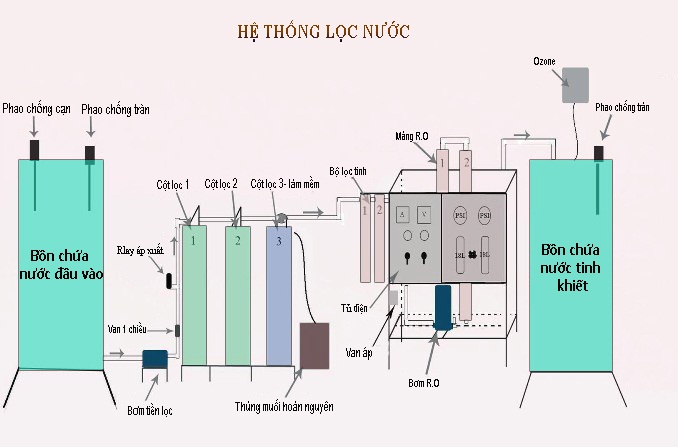 HỆ THỐNG LỌC NƯỚC
Ozone
Phao chống cạn
Phao chống tràn
Phao chống tràn
Màng R.O
1
2
Bộ lọc tinh
1
2
Cột lọc 1
Cột lọc 2
Cột lọc 3- làm mềm
A
V
PSI
PSI
1
2
3
Bồn chứa
nước đầu vào
Rlay áp xuất
18L
18L
Bồn chứa
nước tinh
khiết
Tủ điện
Van 1 chiều
Van áp
Bơm R.O
Bơm tiền lọc
Thùng muối hoàn nguyên